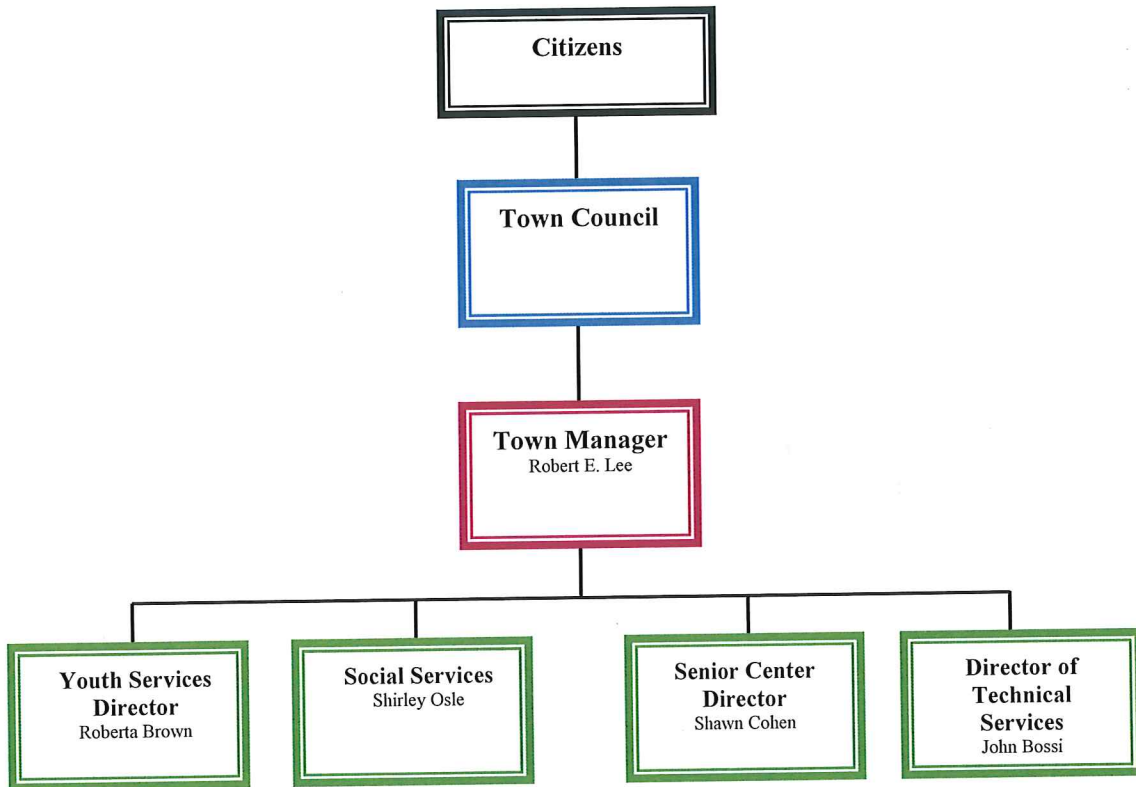 Citizens
Town Council
Town Manager
Robert E. Lee
Youth Services
Director
Roberta Brown
Social Services
Shirley Osle
Senior Center
Director
Shawn Cohen
Director of
Technical
Services
John Bossi